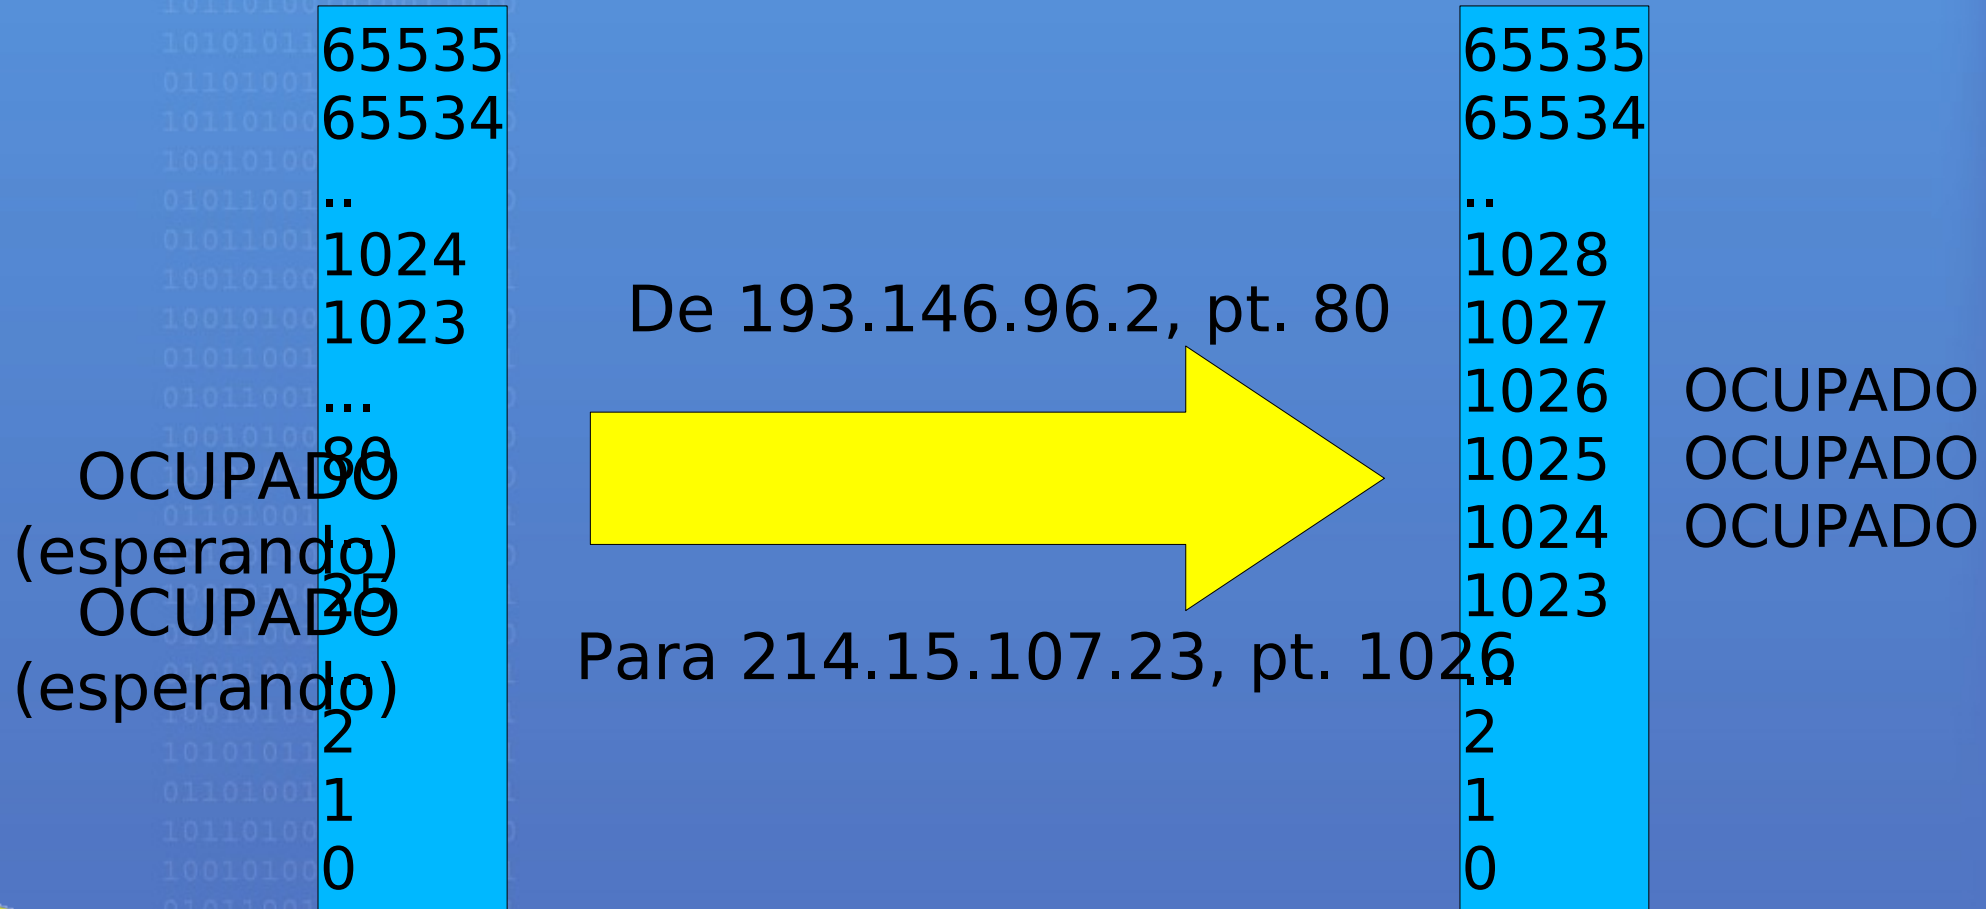 65535
65534
..
1024
1023
...
80
...
25
...
2
1
0
OCUPADO
(esperando)
OCUPADO
(esperando)
De 193.146.96.2, pt. 80
Para 214.15.107.23, pt. 1026
65535
65534
..
1028
1027
1026
1025
1024
1023
...
2
1
0
OCUPADO
OCUPADO
OCUPADO